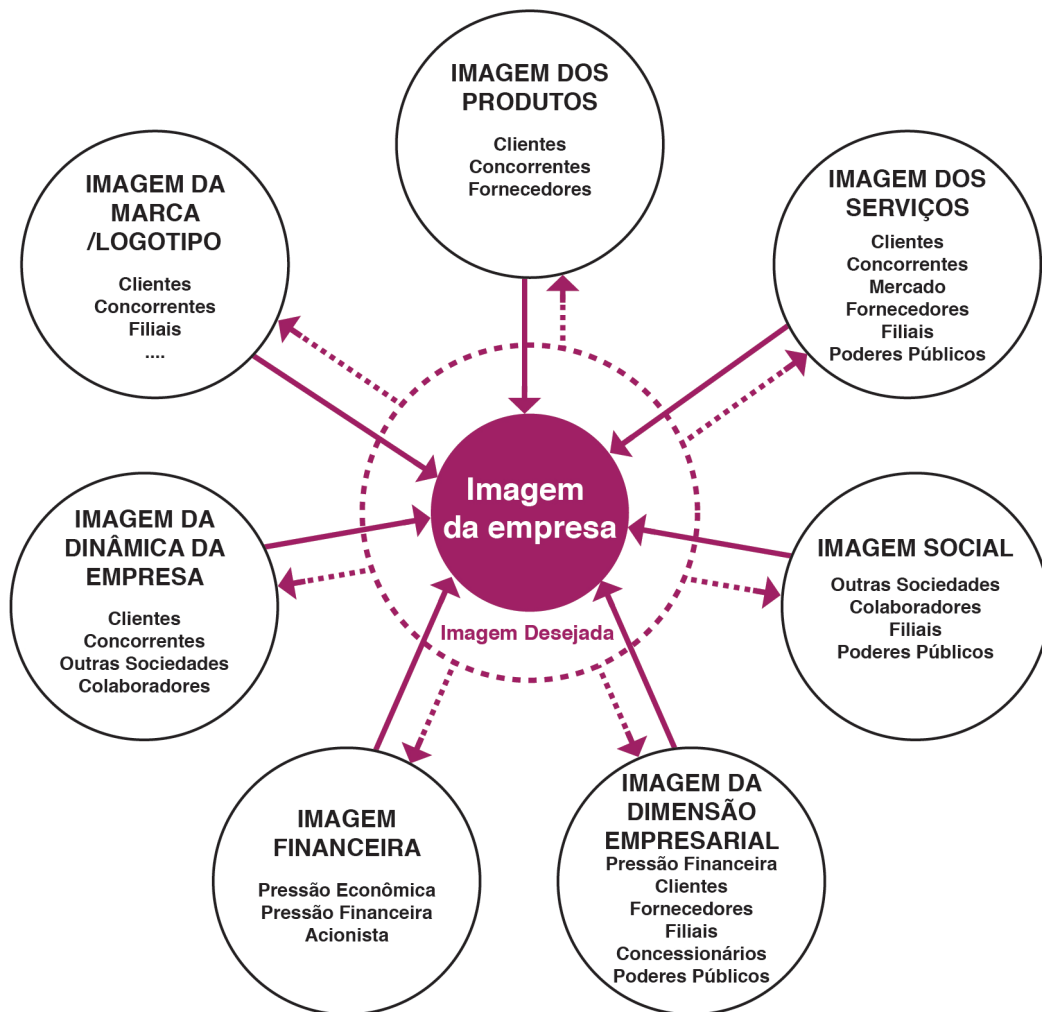 IMAGEM DOS
PRODUTOS
Clientes
Concorrentes
Fornecedores
IMAGEM DA
MARCA
/LOGOTIPO
Clientes
Concorrentes
Filiais
....
IMAGEM DOS
SERVIÇOS
Clientes
Concorrentes
Mercado
Fornecedores
Filiais
Poderes Públicos
Imagem
da empresa
Imagem Desejada
IMAGEM DA
DINÂMICA DA
EMPRESA
Clientes
Concorrentes
Outras Sociedades
Colaboradores
IMAGEM SOCIAL
Outras Sociedades
Colaboradores
Filiais
Poderes Públicos
IMAGEM
FINANCEIRA
Pressão Econômica
Pressão Financeira
Acionista
IMAGEM DA
DIMENSÃO
EMPRESARIAL
Pressão Financeira
Clientes
Fornecedores
Filiais
Concessionários
Poderes Públicos